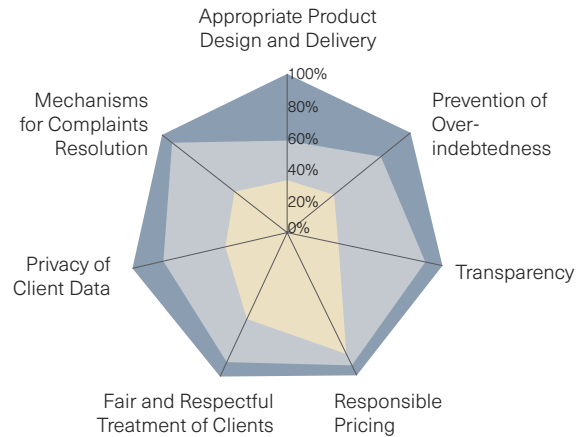 Appropriate Product
Design and Delivery
100%
80%
60%
40%
20%
0%
Prevention of
Over-
indebtedness
Transparency
Responsible
Pricing
Fair and Respectful
Treatment of Clients
Privacy of
Client Data
Mechanisms
for Complaints
Resolution